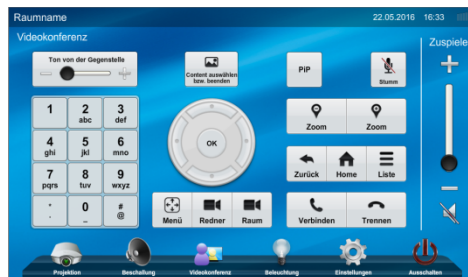 Raumname
22.05.2016 16:33
Videokonferenz
Zuspiele
Ton von der Gegenstelle
Content auswählen
bzw. beenden
PiP
Stumm
1
2
abc
3
def
4
ghi
5
jkl
6
mno
7
pqrs
8
tuv
9
wxyz
.
*
0
_
#
@
OK
Zoom
Zoom
Zurück
Home
Liste
Menü
Redner
Raum
Verbinden
Trennen
Projektion
Beschallung
Videokonferenz
Beleuchtung
Einstellungen
Ausschalten